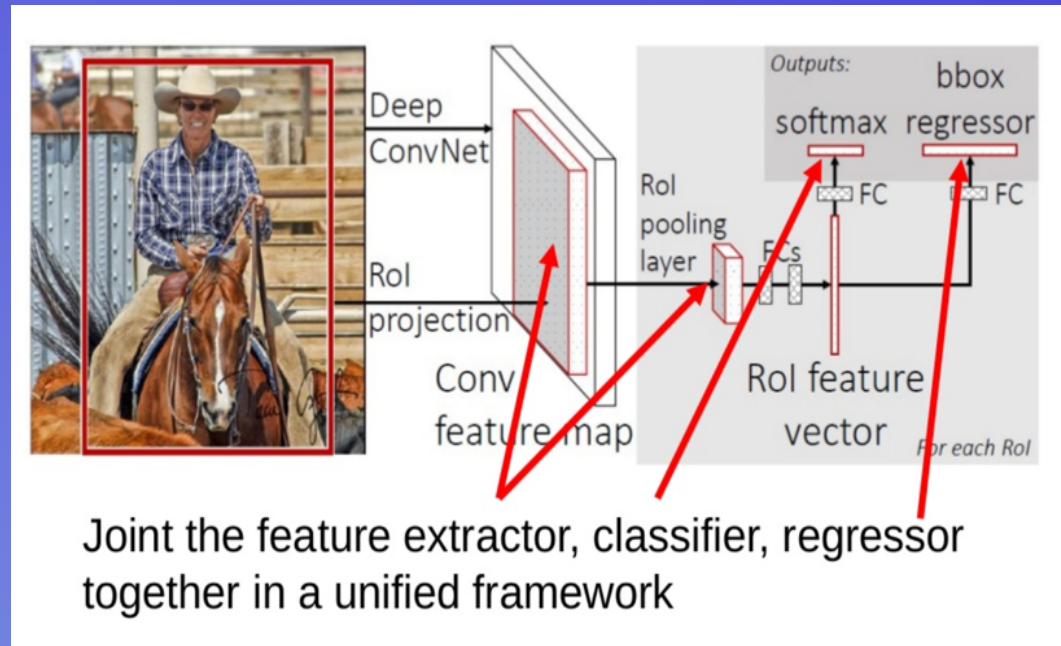 Deep
ConvNet
RoI
projection
Conv
feature map
RoI
pooling
layer
FCs
Outputs:
softmax
bbox
regressor
FC
FC
RoI feature
vector
For each RoI
Joint the feature extractor, classifier, regressor
together in a unified framework